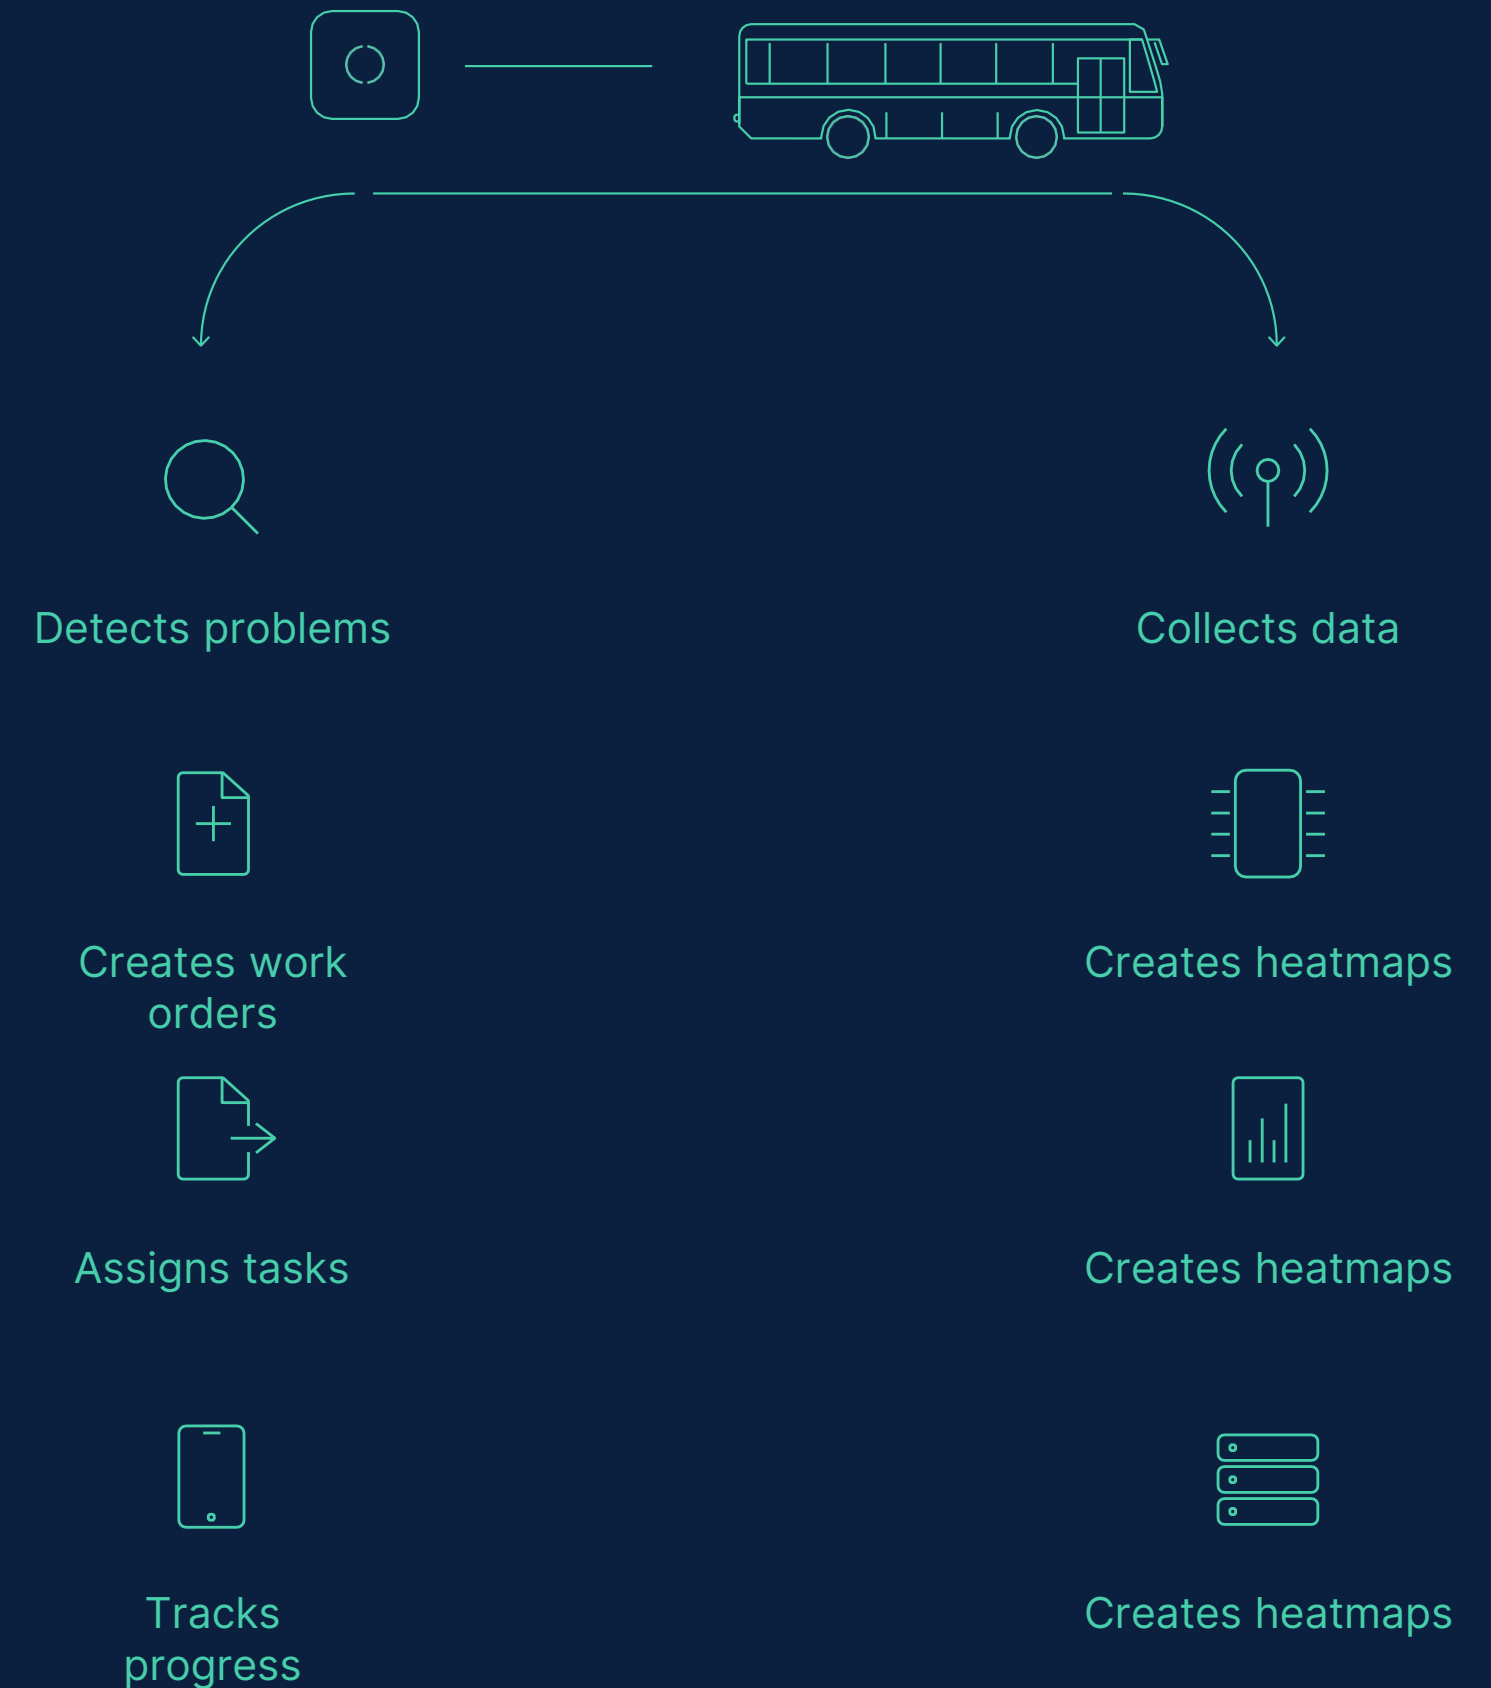 Detects problems
Collects data
Creates work
orders
Creates heatmaps
Assigns tasks
Creates heatmaps
Tracks
progress
Creates heatmaps